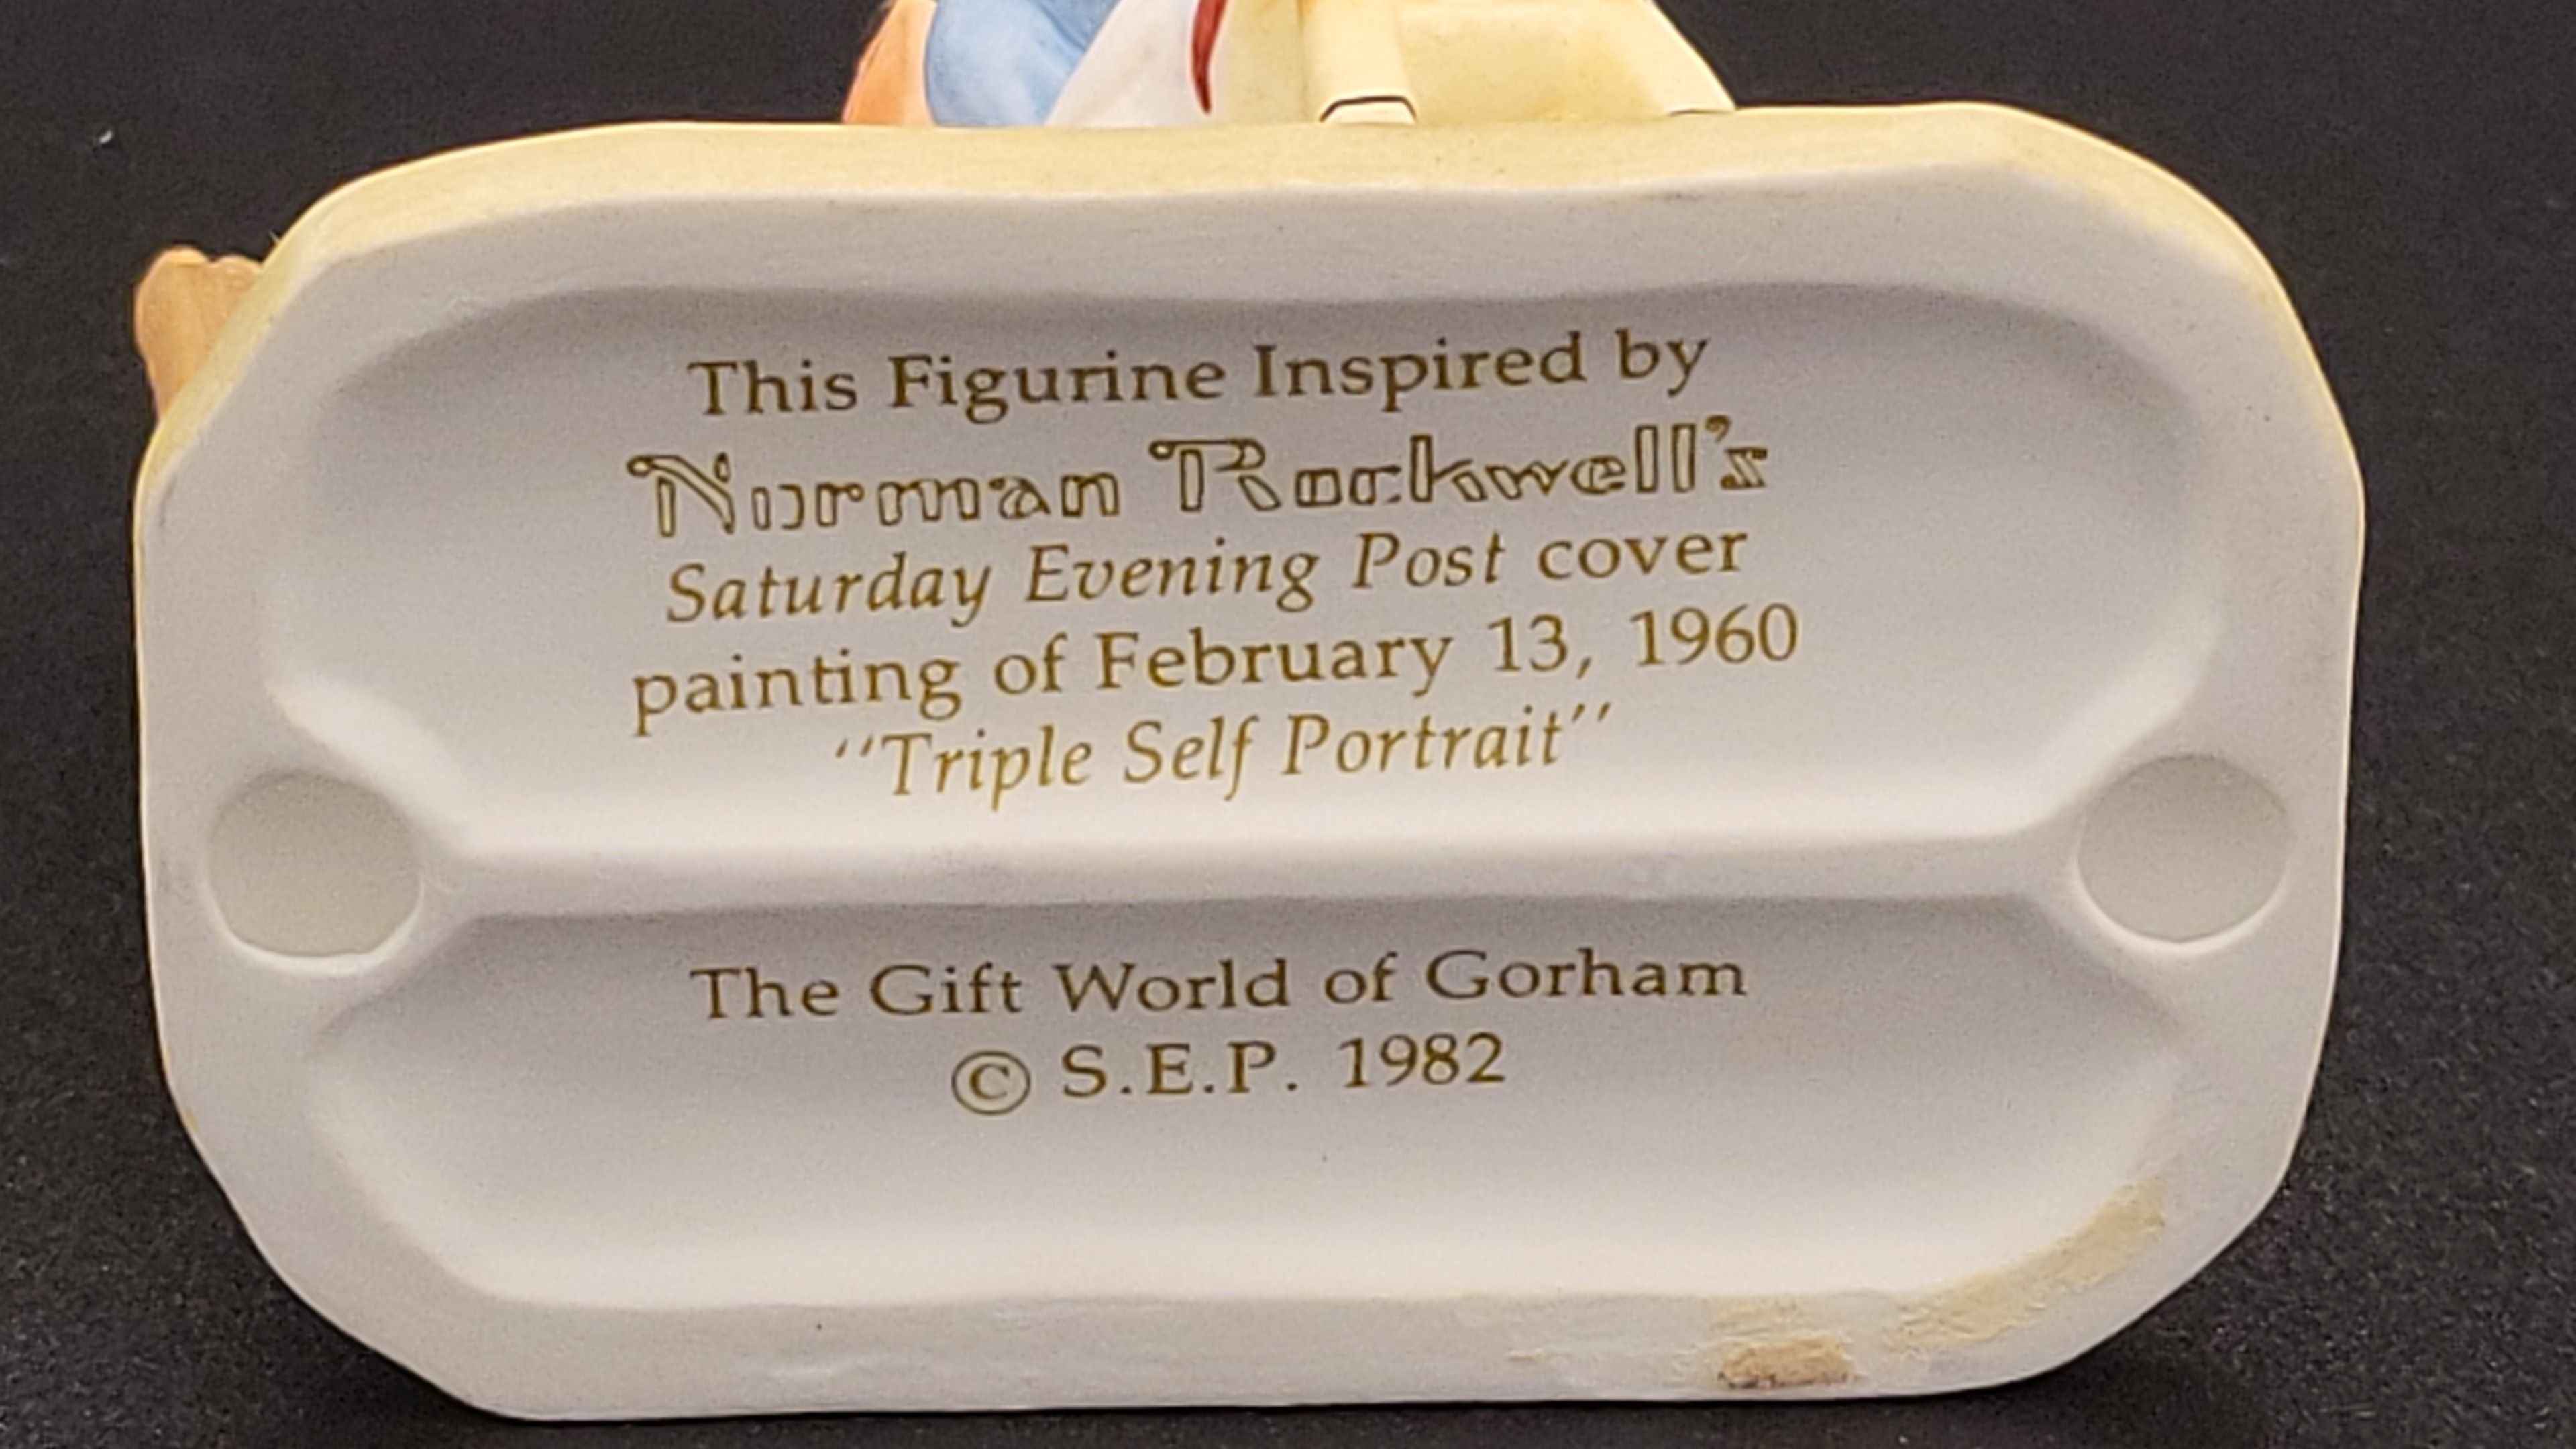 This Figurine Inspired by
Norman Rockwell's
Saturday Evening Post cover
painting of February 13, 1960
"Triple Self Portrait"
The Gift World of Gorham
© S.E.P. 1982